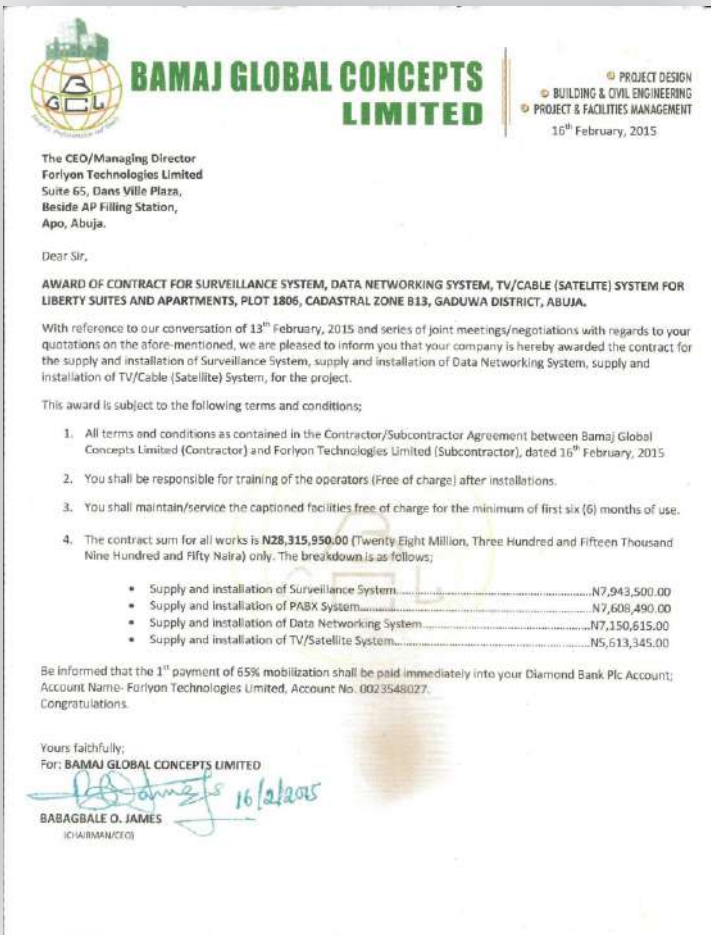 BAMAJ GLOBAL CONCEPTS
LIMITED
PROJECT DESIGN
BUILDING & CIVIL ENGINEERING
PROJECT & FACILITIES MANAGEMENT
16th February, 2015
BGCL
The CEO/Managing Director
Forlyon Technologies Limited
Suite 65, Dans Ville Plaza,
Beside AP Filling Station,
Apo, Abuja.
Dear Sir,
AWARD OF CONTRACT FOR SURVEILLANCE SYSTEM, DATA NETWORKING SYSTEM, TV/CABLE (SATELITE) SYSTEM FOR
LIBERTY SUITES AND APARTMENTS, PLOT 1806, CADASTRAL ZONE B13, GADUWA DISTRICT, ABUJA.
With reference to our conversation of 13th February, 2015 and series of joint meetings/negotiations with regards to your
quotations on the afore-mentioned, we are pleased to inform you that your company is hereby awarded the contract for
the supply and installation of Surveillance System, supply and installation of Data Networking System, supply and
installation of TV/Cable (Satellite) System, for the project.
This award is subject to the following terms and conditions;
1. All terms and conditions as contained in the Contractor/Subcontractor Agreement between Bamaj Global
Concepts Limited (Contractor) and Forlyon Technologies Limited (Subcontractor), dated 16th February, 2015
2. You shall be responsible for training of the operators (Free of charge) after installations.
3. You shall maintain/service the captioned facilities free of charge for the minimum of first six (6) months of use.
4. The contract sum for all works is N28,315,950.00 (Twenty Eight Million, Three Hundred and Fifteen Thousand
Nine Hundred and Fifty Naira) only. The breakdown is as follows;
• Supply and installation of Surveillance System.....N7,943,500.00
• Supply and installation of PABX System.....N7,608,490.00
• Supply and installation of Data Networking System.....N7,150,615.00
• Supply and installation of TV/Satellite System.....N5,613,345.00
Be informed that the 1st payment of 65% mobilization shall be paid immediately into your Diamond Bank Plc Account;
Account Name- Forlyon Technologies Limited, Account No. 0023548027.
Congratulations.
Yours faithfully;
For: BAMAJ GLOBAL CONCEPTS LIMITED
16/2/2015
BABAGBALE O. JAMES
(CHAIRMAN/CEO)